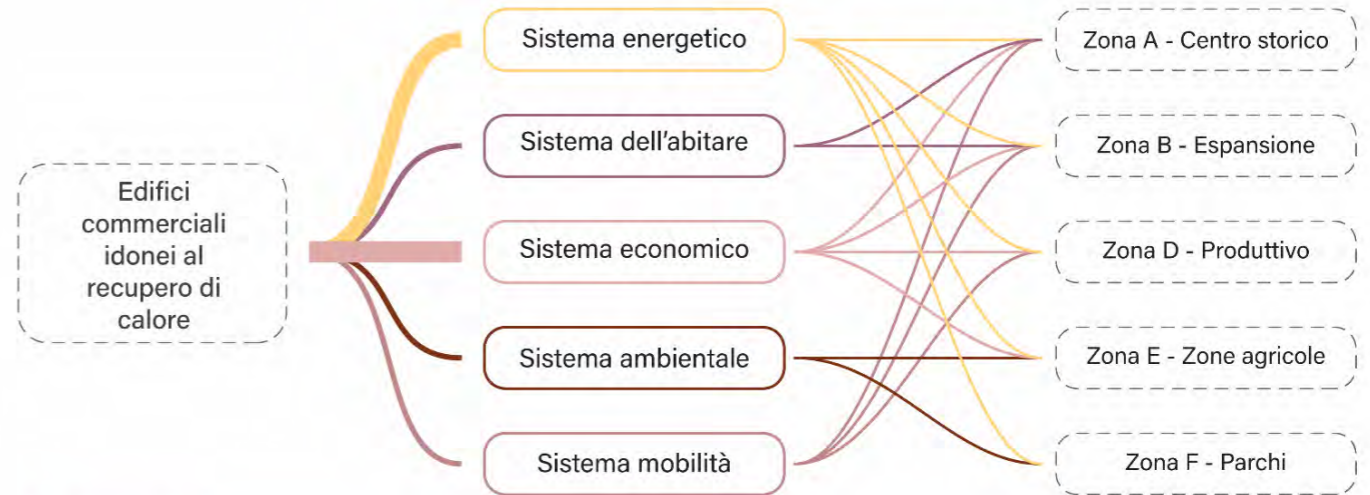 Edifici
commerciali
idonei al
recupero di
calore
Sistema energetico
Sistema dell'abitare
Sistema economico
Sistema ambientale
Sistema mobilità
Zona A - Centro storico
Zona B - Espansione
Zona D - Produttivo
Zona E - Zone agricole
Zona F - Parchi